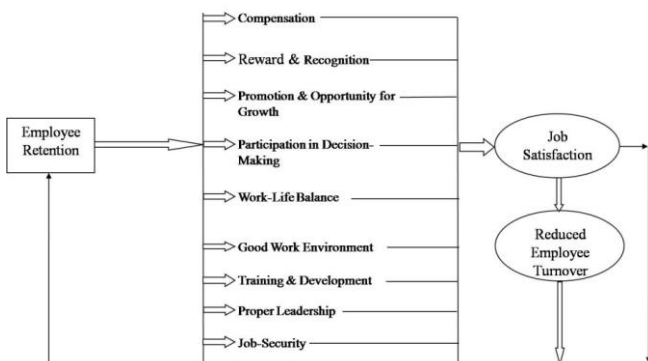 Compensation
Reward & Recognition
Promotion & Opportunity for
Growth
Employee
Retention
Participation in Decision-
Making
Job
Satisfaction
Work-Life Balance
Reduced
Employee
Turnover
Good Work Environment
Training & Development
Proper Leadership
Job-Security